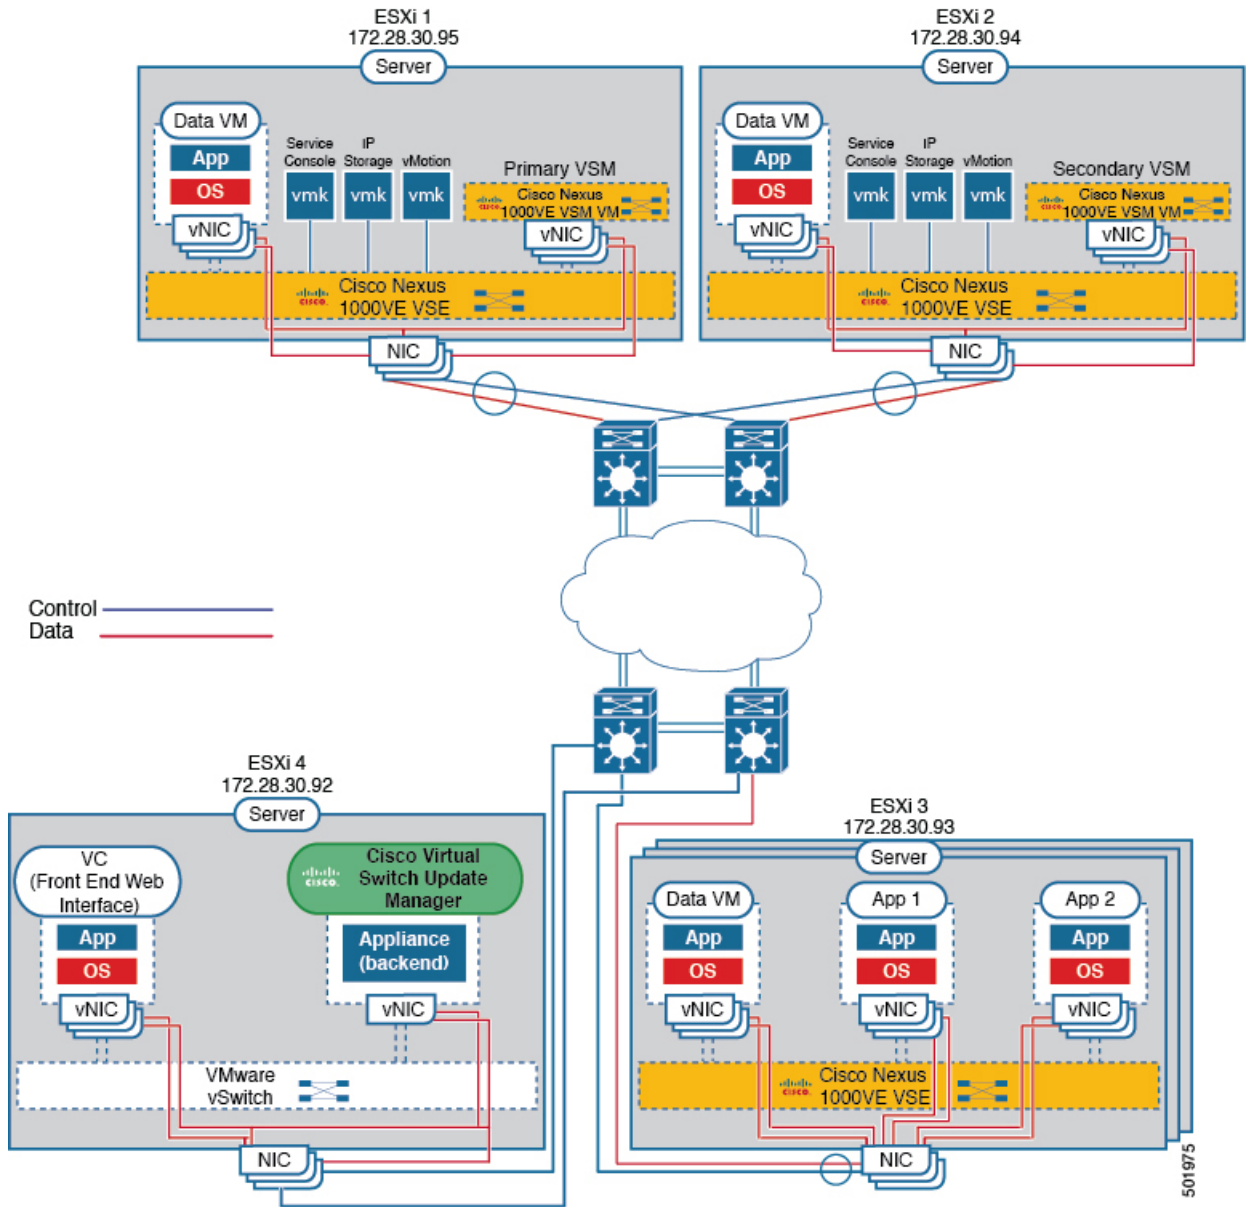 ESXi 1
172.28.30.95
Server
Data VM
App
OS
vNIC
Service
Console
vmk
IP
Storage
vmk
vMotion
vmk
Primary VSM
CISCO.
Cisco Nexus
1000VE VSM VM
vNIC
CISCO.
Cisco Nexus
1000VE VSE
NIC
ESXi 2
172.28.30.94
Server
Data VM
App
OS
vNIC
Service
Console
vmk
IP
Storage
vmk
vMotion
vmk
Secondary VSM
CISCO.
Cisco Nexus
1000VE VSM VM
vNIC
CISCO.
Cisco Nexus
1000VE VSE
NIC
Control
Data
ESXi 4
172.28.30.92
Server
VC
(Front End Web
Interface)
App
OS
vNIC
CISCO.
Cisco Virtual
Switch Update
Manager
Appliance
(backend)
vNIC
VMware
vSwitch
NIC
ESXi 3
172.28.30.93
Server
Data VM
App
OS
vNIC
App 1
App
OS
vNIC
App 2
App
OS
vNIC
CISCO.
Cisco Nexus
1000VE VSE
NIC
501975